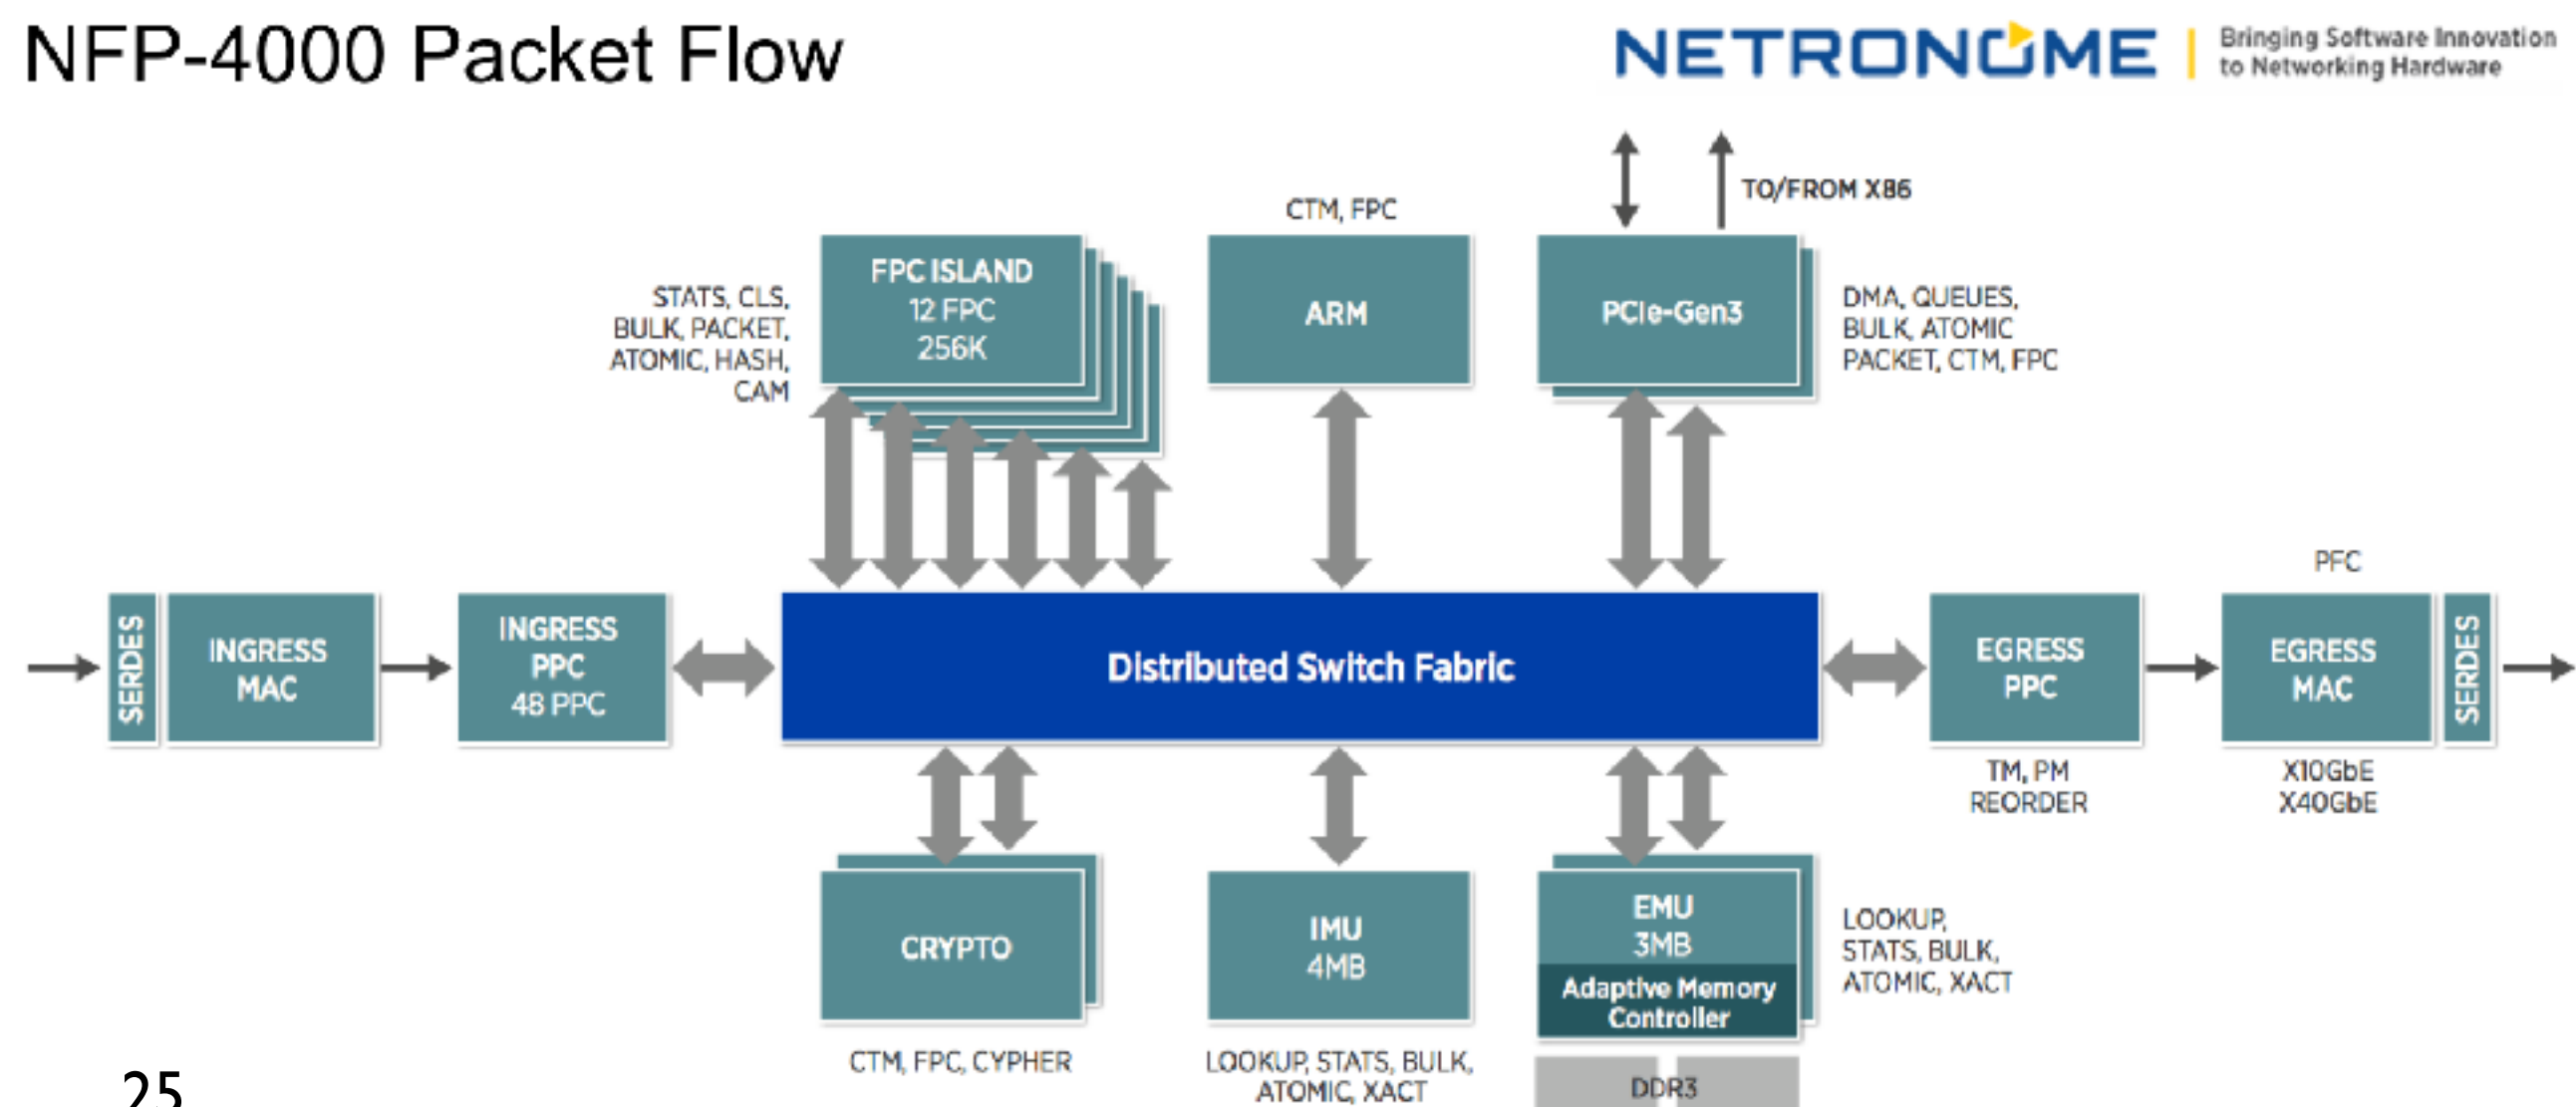 NFP-4000 Packet Flow
NETRONOME
Bringing Software Innovation
to Networking Hardware
TO/FROM X86
CTM, FPC
STATS, CLS,
BULK, PACKET,
ATOMIC, HASH,
CAM
FPC ISLAND
12 FPC
256K
ARM
PCIe-Gen3
DMA, QUEUES,
BULK, ATOMIC
PACKET, CTM, FPC
SERDES
INGRESS
MAC
INGRESS
PPC
48 PPC
Distributed Switch Fabric
EGRESS
PPC
TM, PM
REORDER
PFC
EGRESS
MAC
X10GbE
X40GbE
SERDES
CRYPTO
CTM, FPC, CYPHER
IMU
4MB
LOOKUP, STATS, BULK,
ATOMIC, XACT
EMU
3MB
Adaptive Memory
Controller
DDR3
LOOKUP,
STATS, BULK,
ATOMIC, XACT
25